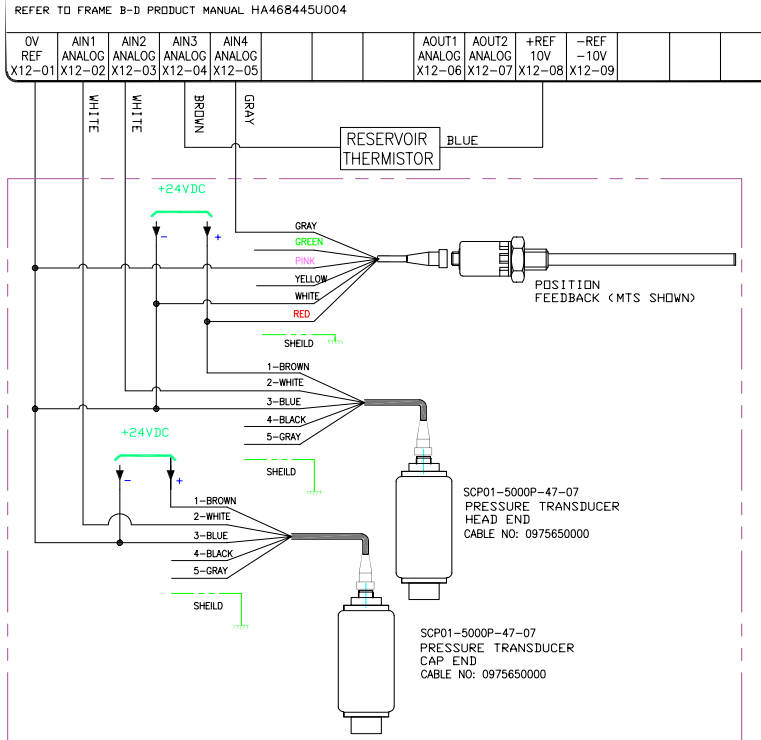 REFER TO FRAME B-D PRODUCT MANUAL HA468445U004
0V REF X12-01
AIN1 ANALOG X12-02
AIN2 ANALOG X12-03
AIN3 ANALOG X12-04
AIN4 ANALOG X12-05
AOUT1 ANALOG X12-06
AOUT2 ANALOG X12-07
+REF 10V X12-08
-REF -10V X12-09
WHITE
WHITE
BROWN
GRAY
RESERVOIR
THERMISTOR
BLUE
+24VDC
- +
GRAY
GREEN
PINK
YELLOW
WHITE
RED
SHEILD
POSITION
FEEDBACK (MTS SHOWN)
1-BROWN
2-WHITE
3-BLUE
4-BLACK
5-GRAY
SHEILD
+24VDC
- +
SCP01-5000P-47-07
PRESSURE TRANSDUCER
HEAD END
CABLE NO: 0975650000
1-BROWN
2-WHITE
3-BLUE
4-BLACK
5-GRAY
SHEILD
SCP01-5000P-47-07
PRESSURE TRANSDUCER
CAP END
CABLE NO: 0975650000